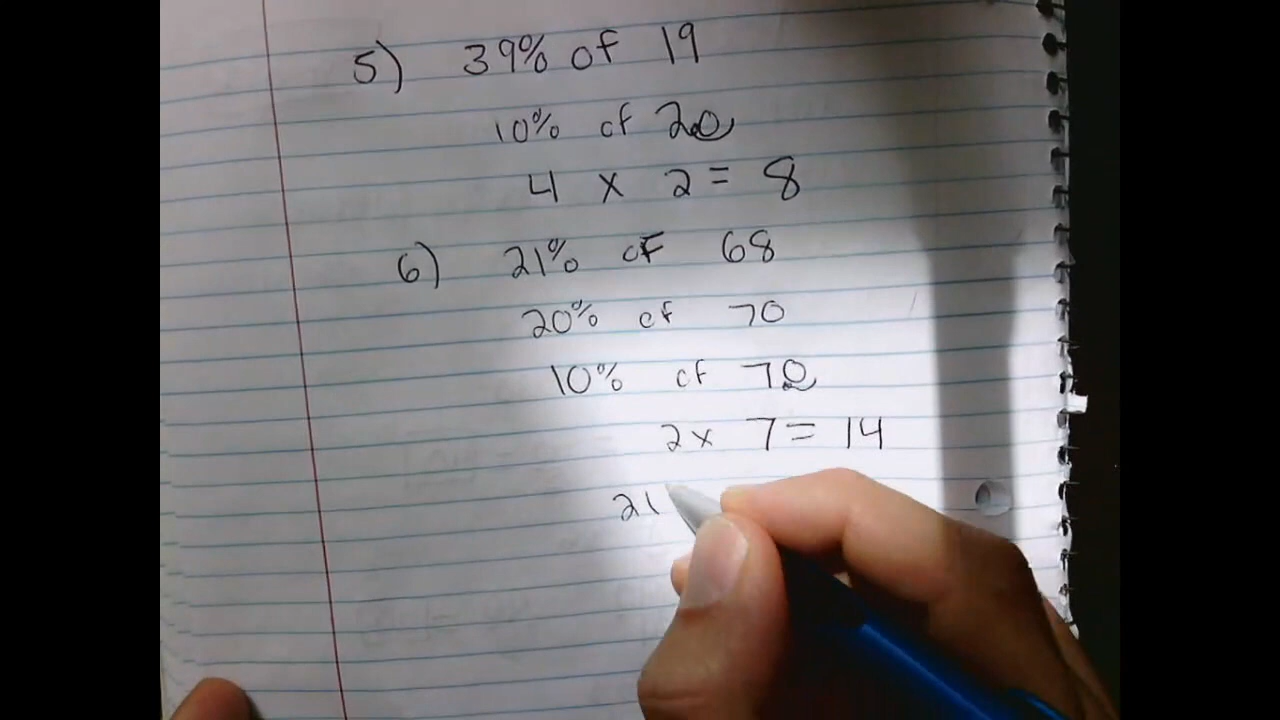 5) 39% of 19
10% of 20
4 x 2 = 8
6) 21% of 68
20% of 70
10% of 70
2 x 7 = 14
21